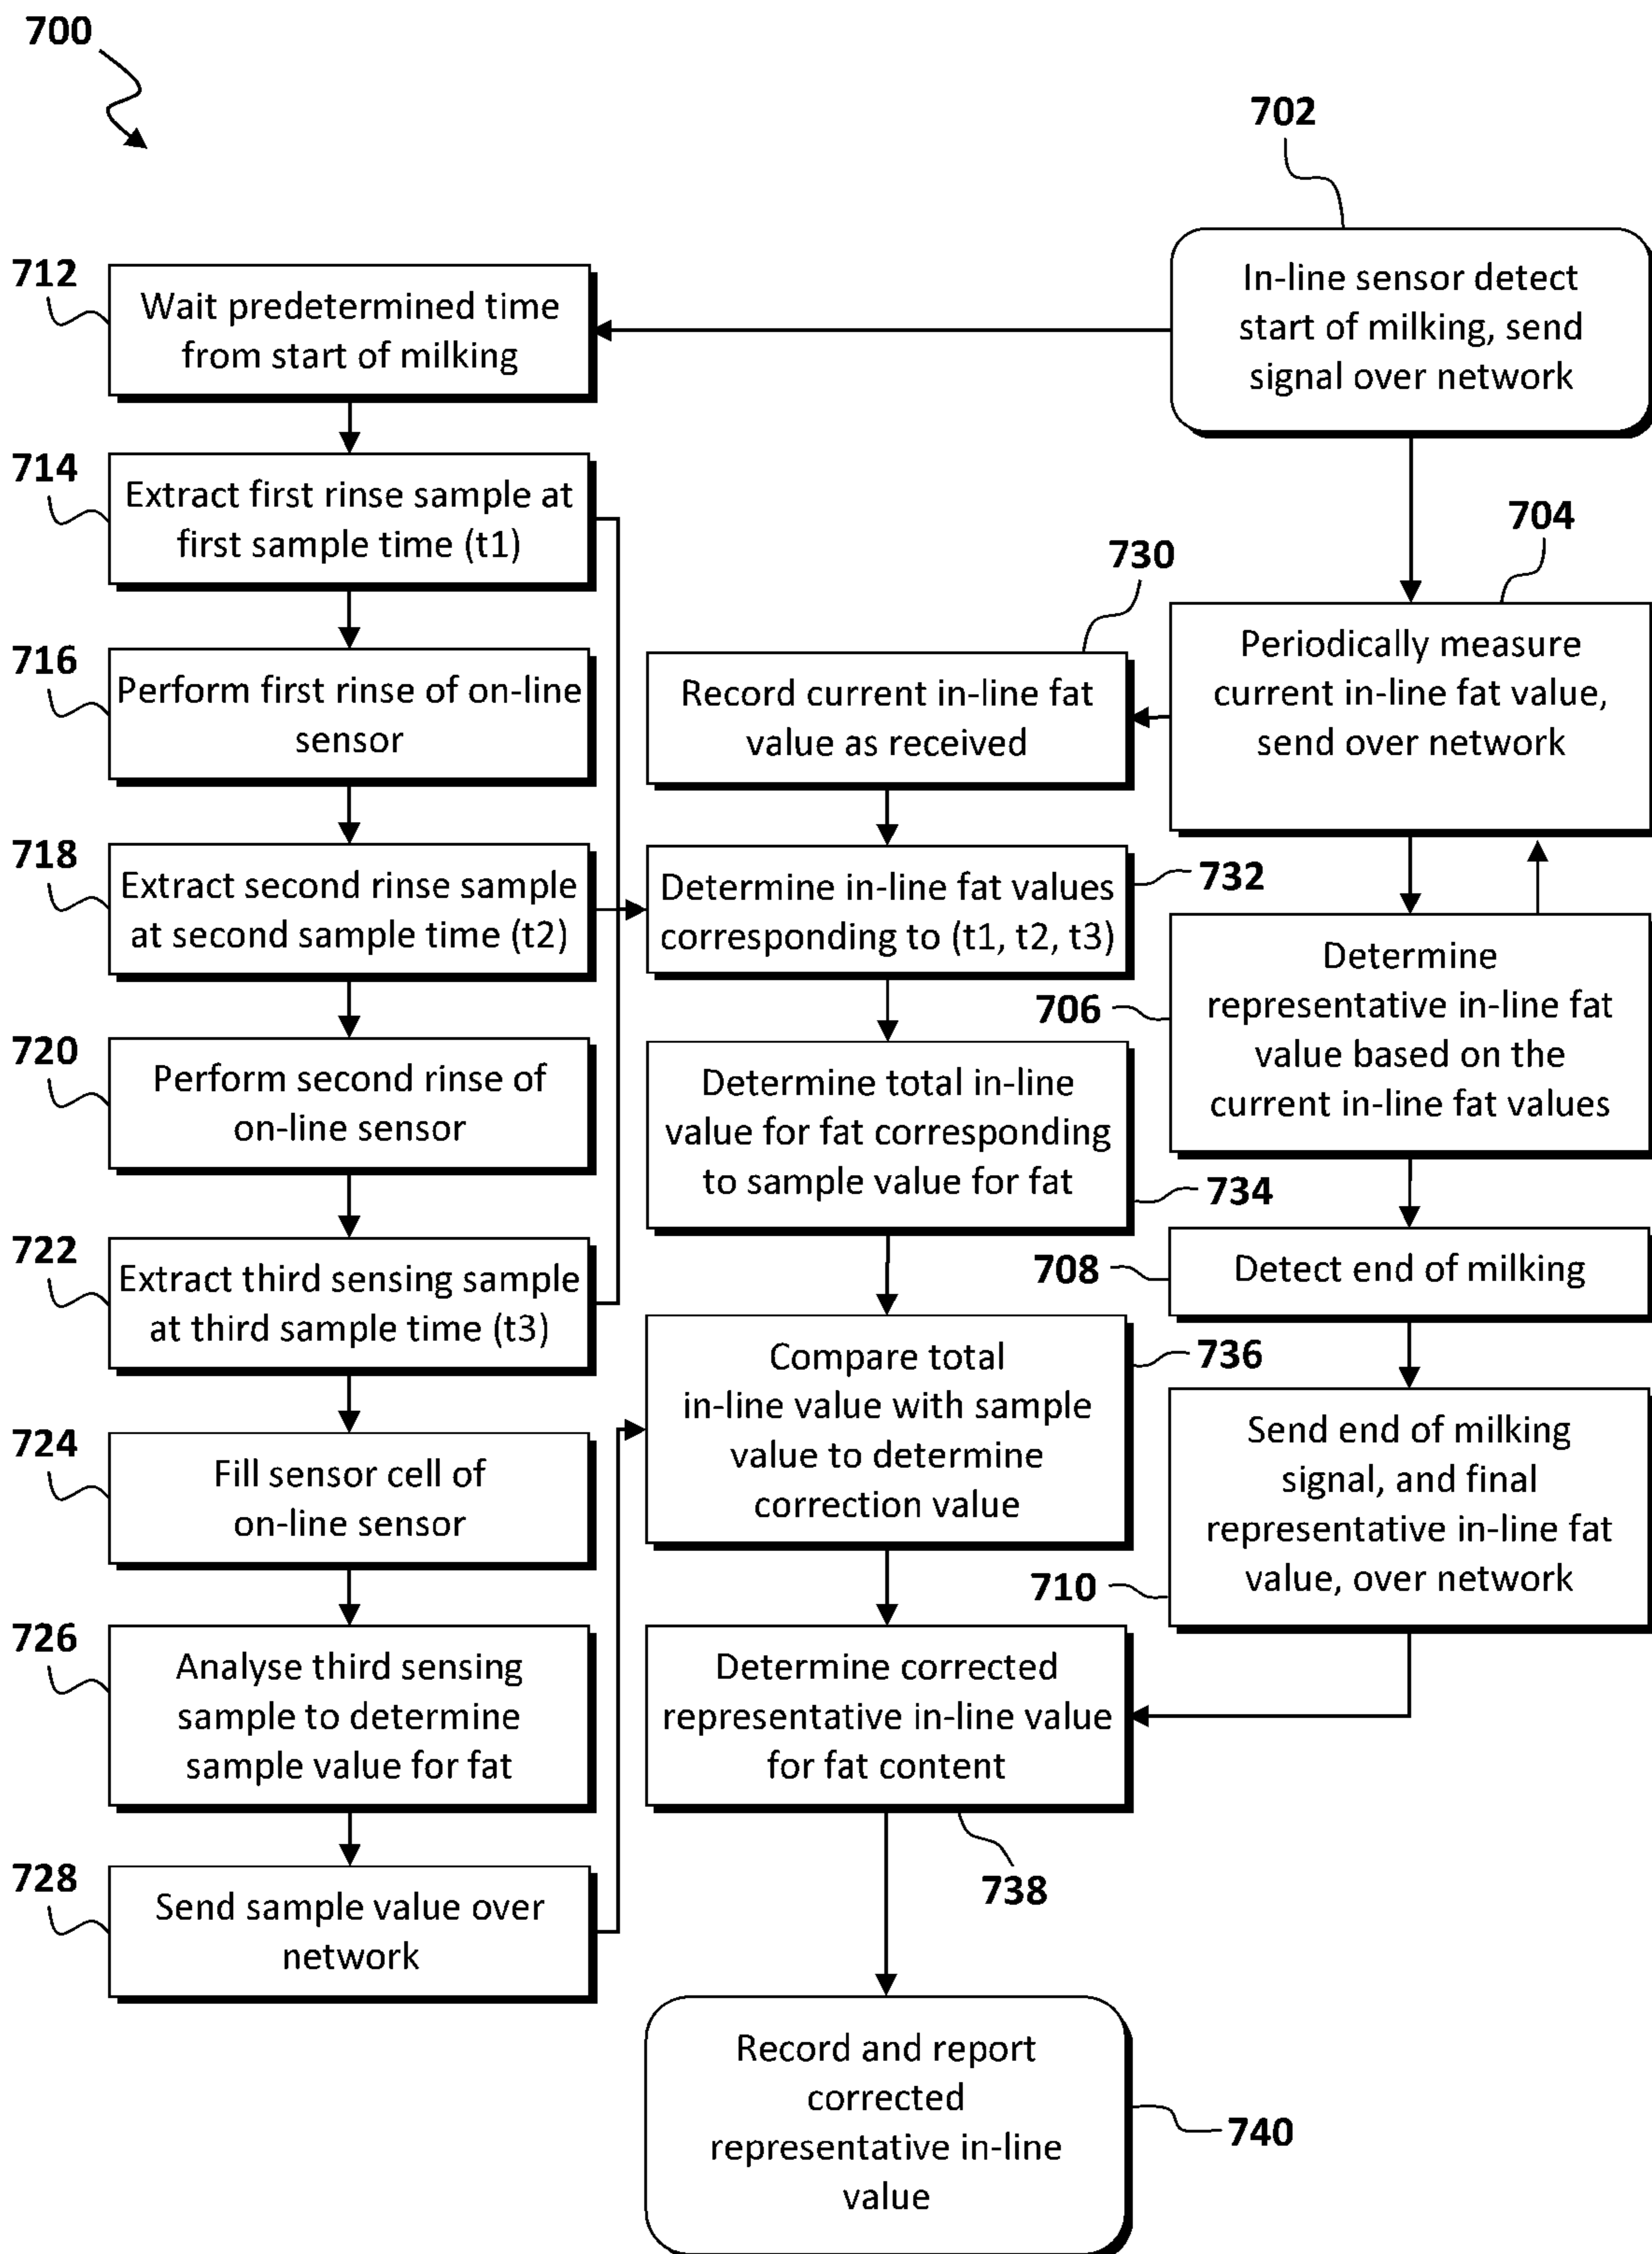 700
702
In-line sensor detect
start of milking, send
signal over network
712
Wait predetermined time
from start of milking
714
Extract first rinse sample at
first sample time (t1)
716
Perform first rinse of on-line
sensor
718
Extract second rinse sample
at second sample time (t2)
720
Perform second rinse of
on-line sensor
722
Extract third sensing sample
at third sample time (t3)
724
Fill sensor cell of
on-line sensor
726
Analyse third sensing
sample to determine
sample value for fat
728
Send sample value over
network
730
Record current in-line fat
value as received
732
Determine in-line fat values
corresponding to (t1, t2, t3)
Determine total in-line
value for fat corresponding
to sample value for fat
734
Compare total
in-line value with sample
value to determine
correction value
736
Determine corrected
representative in-line value
for fat content
738
Record and report
corrected
representative in-line
value
740
704
Periodically measure
current in-line fat value,
send over network
706
Determine
representative in-line fat
value based on the
current in-line fat values
708
Detect end of milking
710
Send end of milking
signal, and final
representative in-line fat
value, over network